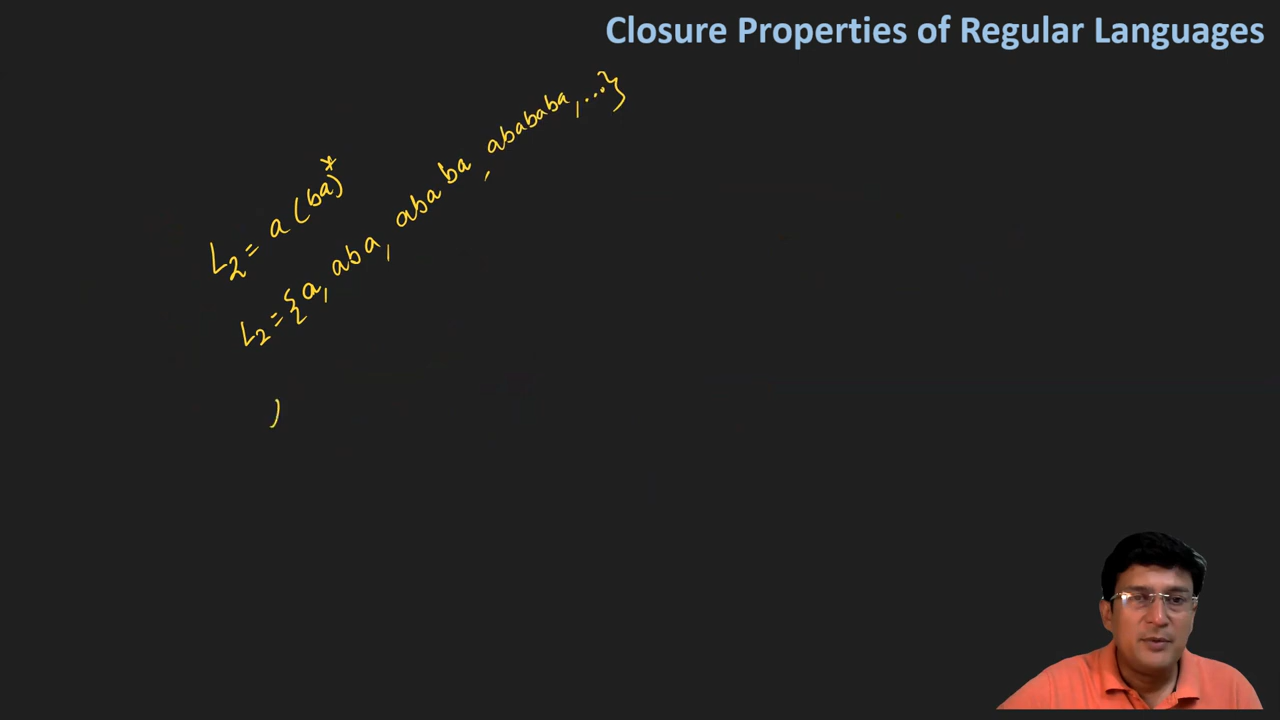 Closure Properties of Regular Languages
L₂ = a(ba)*
L₂ = {a, aba, ababa, abababa, ...}
)